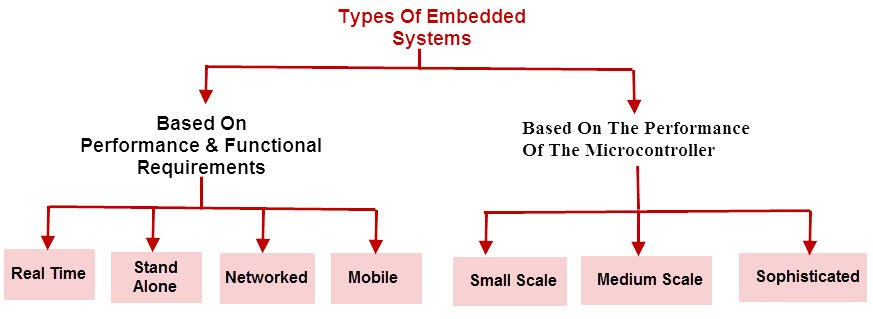 Types Of Embedded
Systems
Based On
Performance & Functional
Requirements
Based On The Performance
Of The Microcontroller
Real Time
Stand
Alone
Networked
Mobile
Small Scale
Medium Scale
Sophisticated